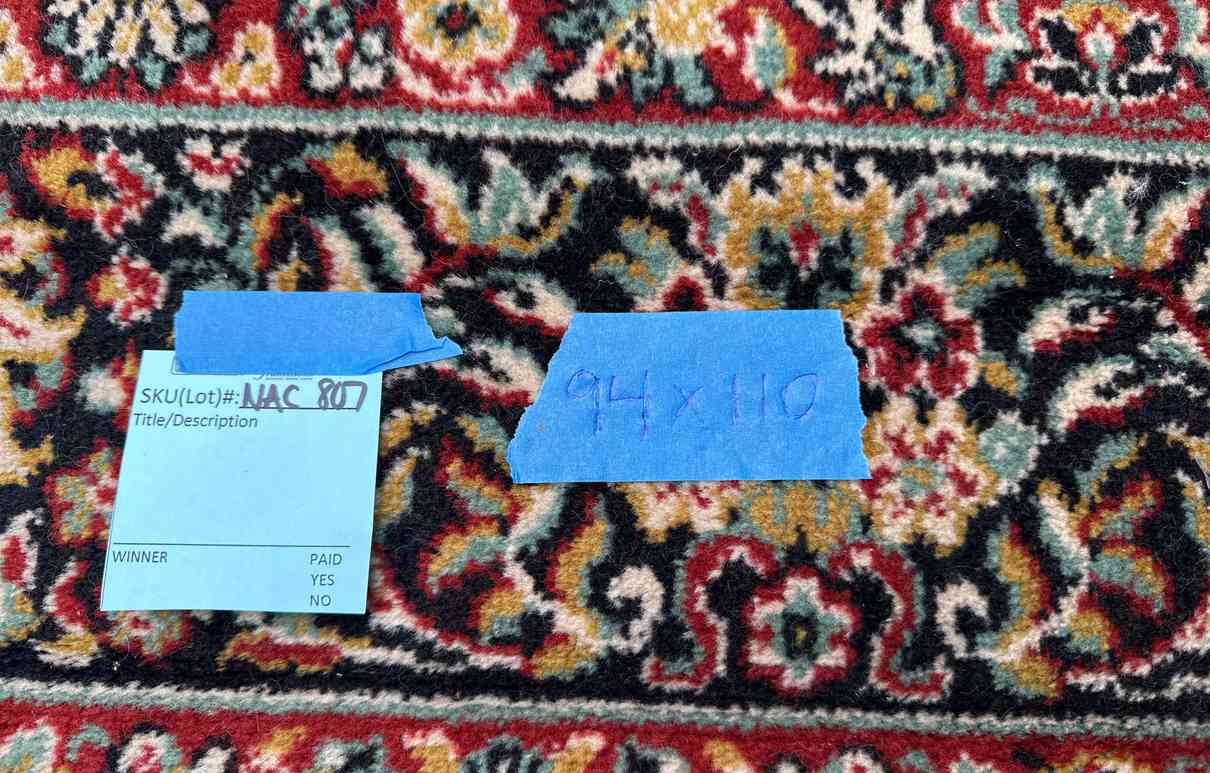 SKU(Lot)#: NAC 807
Title/Description
94 x 110
WINNER PAID
YES
NO